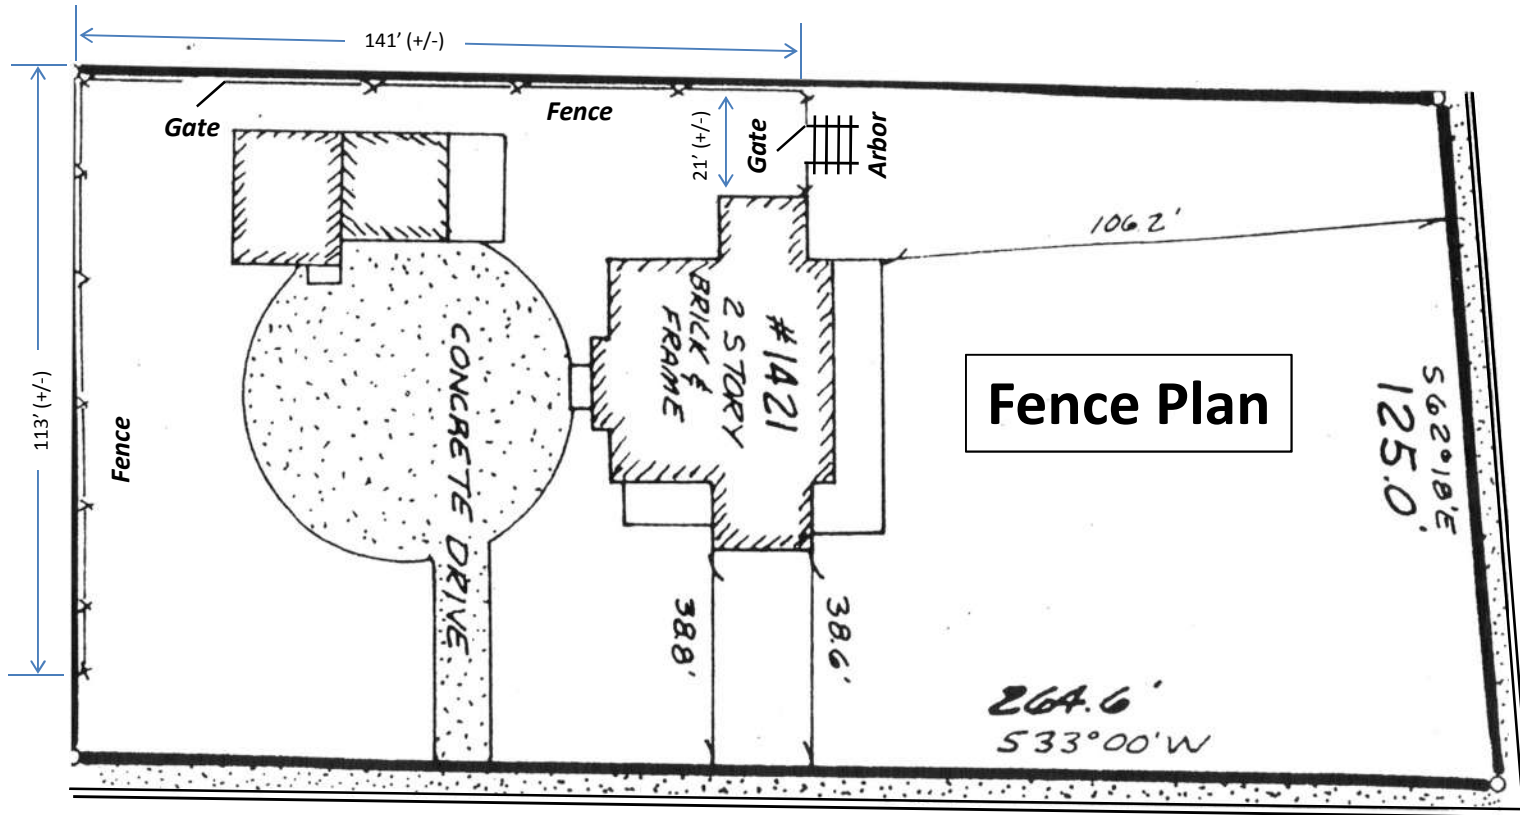 141' (+/-)
Gate
Fence
21' (+/-)
Gate
Arbor
106.2'
113' (+/-)
Fence
CONCRETE DRIVE
#1421
2 STORY
BRICK &
FRAME
Fence Plan
S62°18'E
125.0'
38.8'
38.6'
264.6'
S33°00'W